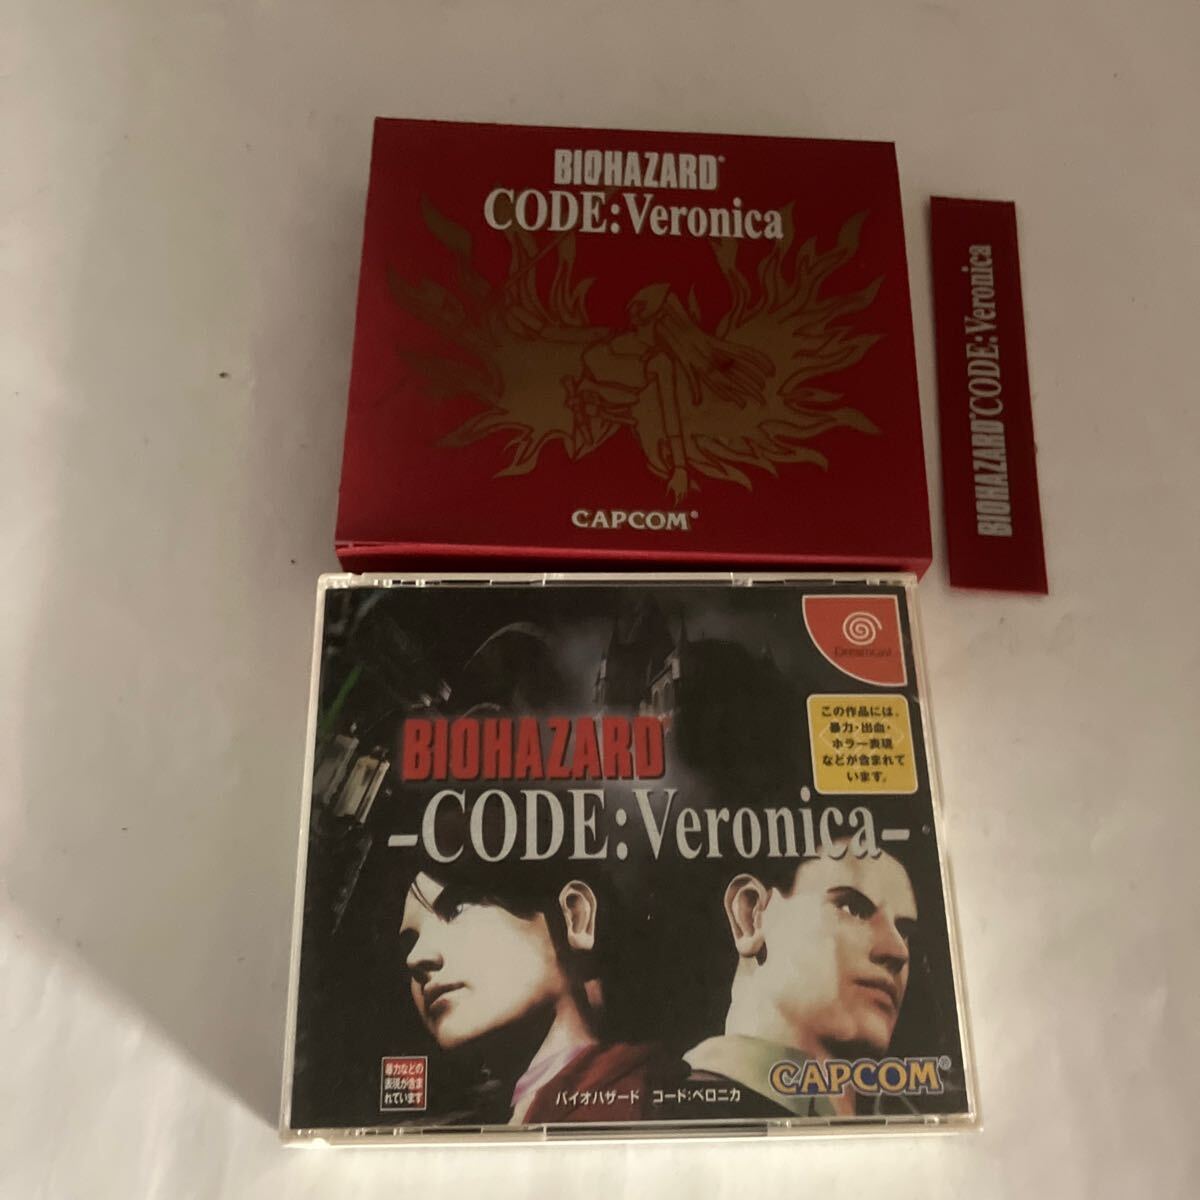 BIOHAZARD®
CODE:Veronica
CAPCOM®
BIOHAZARD®CODE:Veronica
Dreamcast
この作品には、
暴力・出血・
ホラー表現
などが含まれて
います。
BIOHAZARD
-CODE:Veronica-
暴力などの
表現が含ま
れています
バイオハザード コード:ベロニカ
CAPCOM®